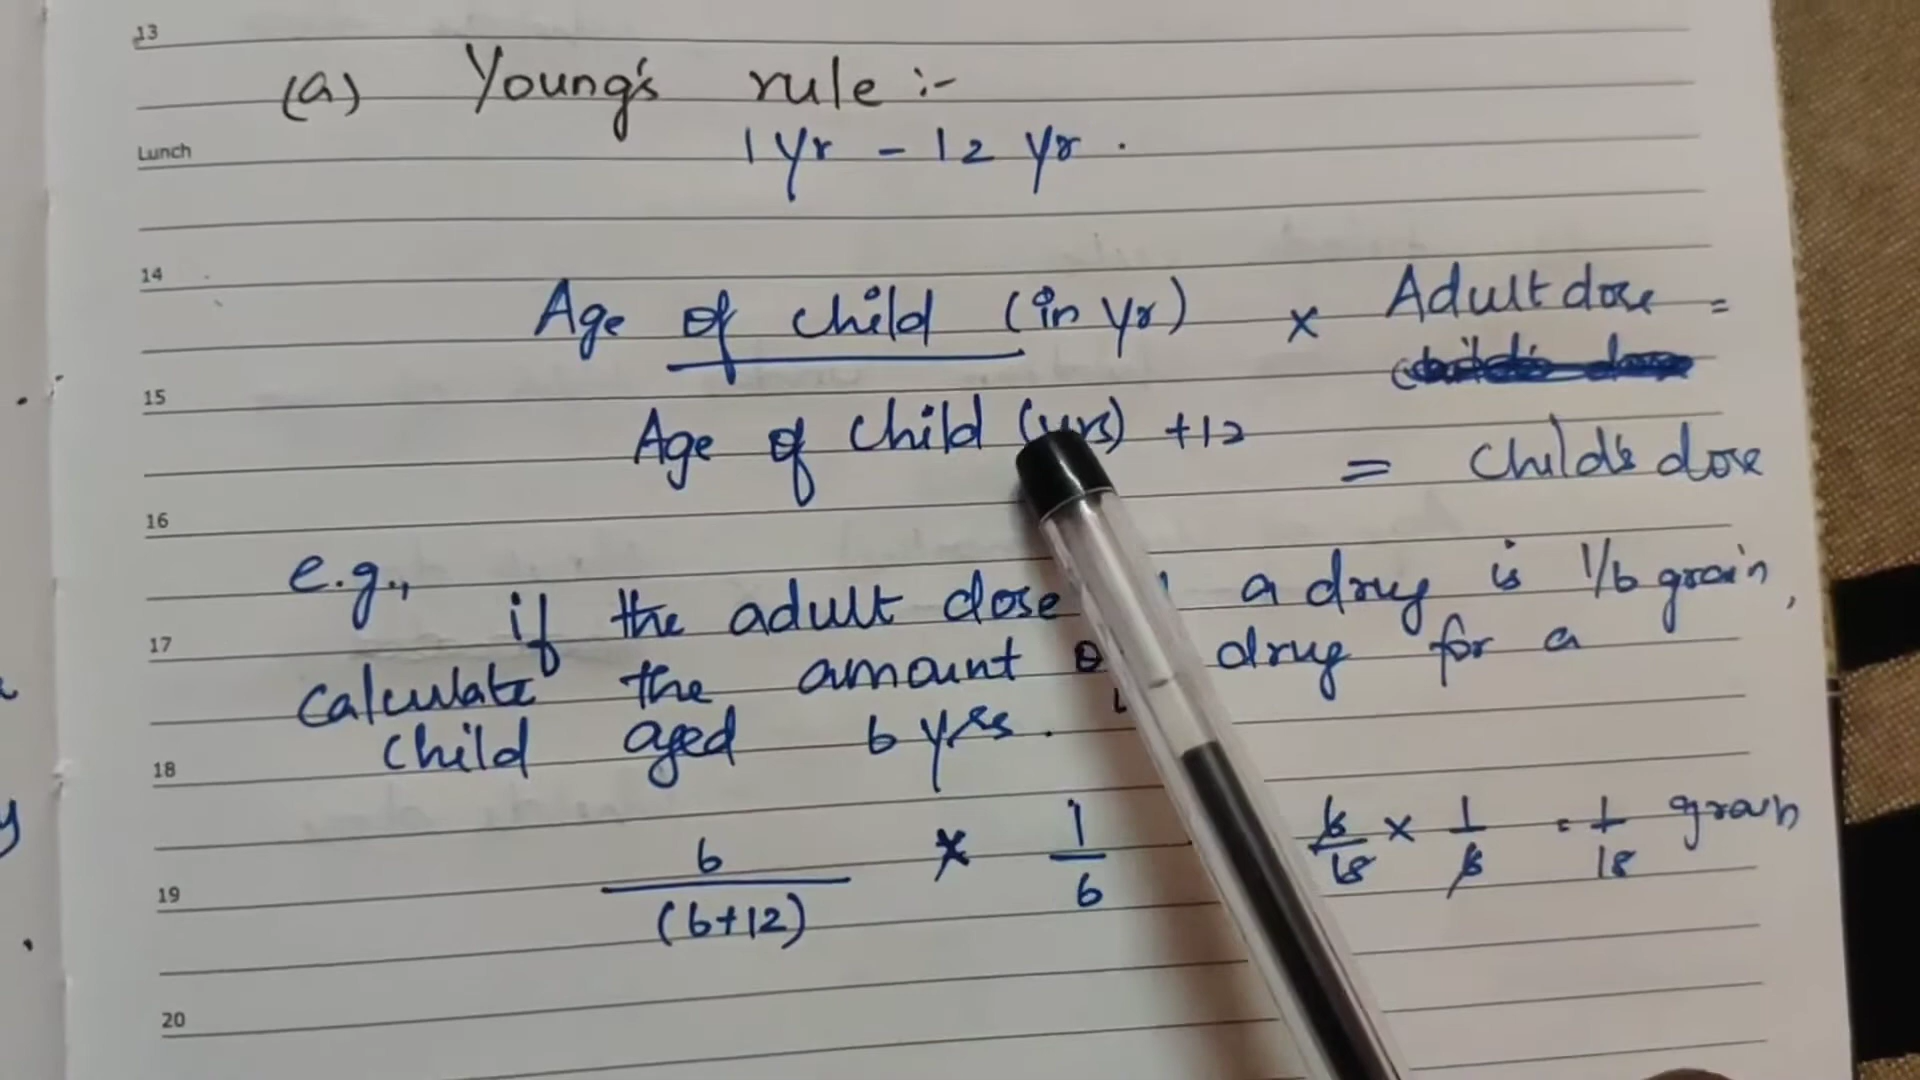 13
(a) Young's rule :-
Lunch
1 yr - 12 yr .
14
Age of child (in yr) × Adult dose =
15
Age of child (yrs) +12
= child's dose
16
e.g.,
if the adult dose a drug is 1/6 grain,
17
calculate the amount drug for a
child aged 6 yrs .
18
6 × 1 6 × 1 = 1 grain
19
(6+12) 6 18 6 18
20